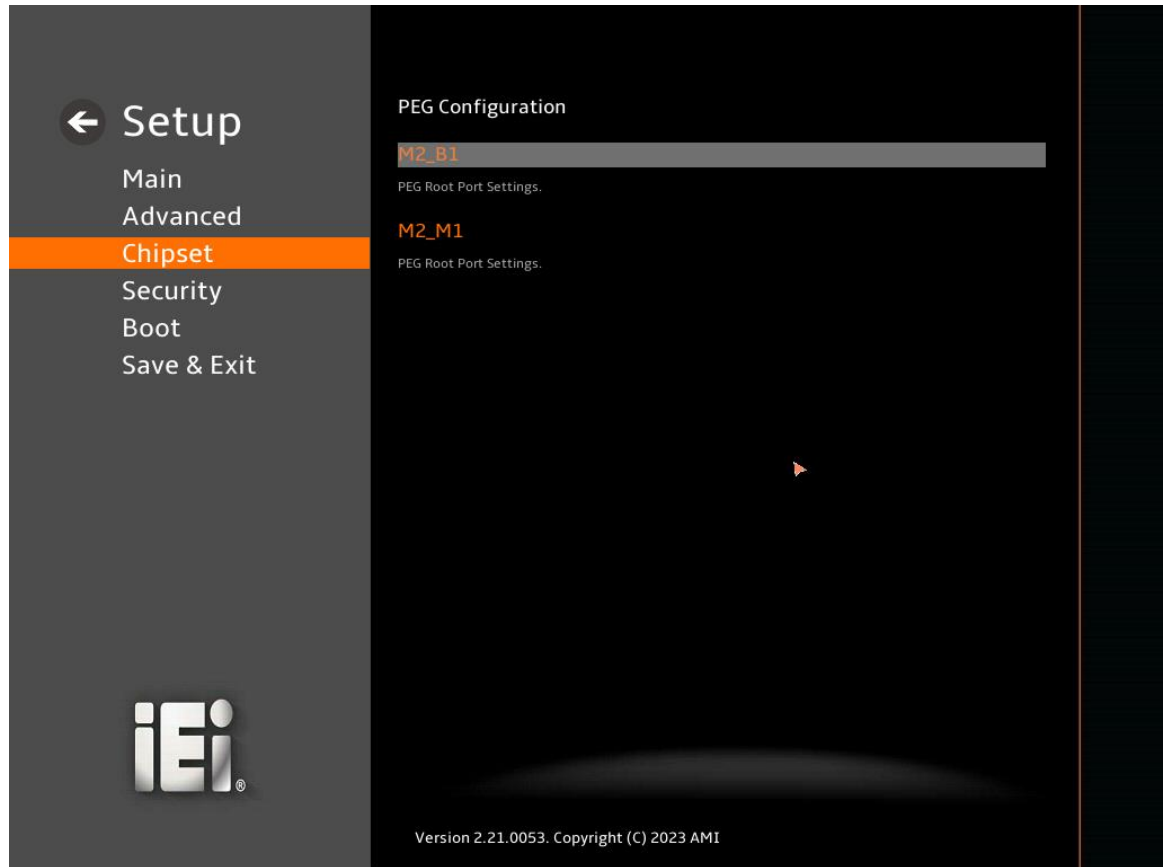 Setup
Main
Advanced
Chipset
Security
Boot
Save & Exit
iEi®
PEG Configuration
M2_B1
PEG Root Port Settings.
M2_M1
PEG Root Port Settings.
Version 2.21.0053. Copyright (C) 2023 AMI